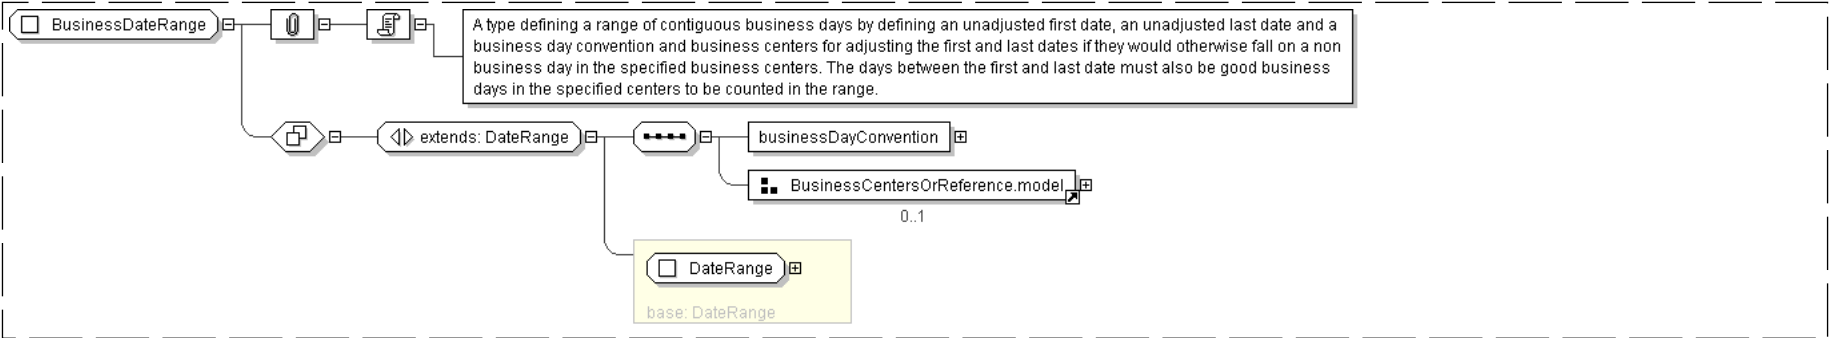 BusinessDateRange
A type defining a range of contiguous business days by defining an unadjusted first date, an unadjusted last date and a
business day convention and business centers for adjusting the first and last dates if they would otherwise fall on a non
business day in the specified business centers. The days between the first and last date must also be good business
days in the specified centers to be counted in the range.
extends: DateRange
businessDayConvention
BusinessCentersOrReference.model
0..1
DateRange
base: DateRange